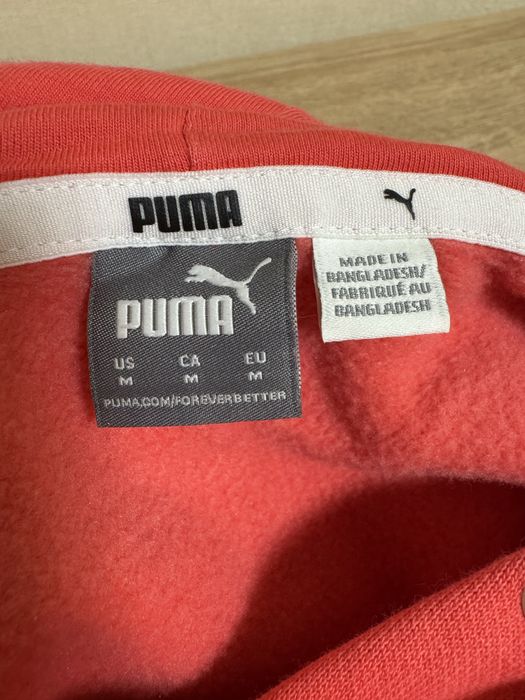 PUMA
PUMA
US CA EU
M M M
PUMA.COM/FOREVERBETTER
MADE IN
BANGLADESH/
FABRIQUÉ AU
BANGLADESH